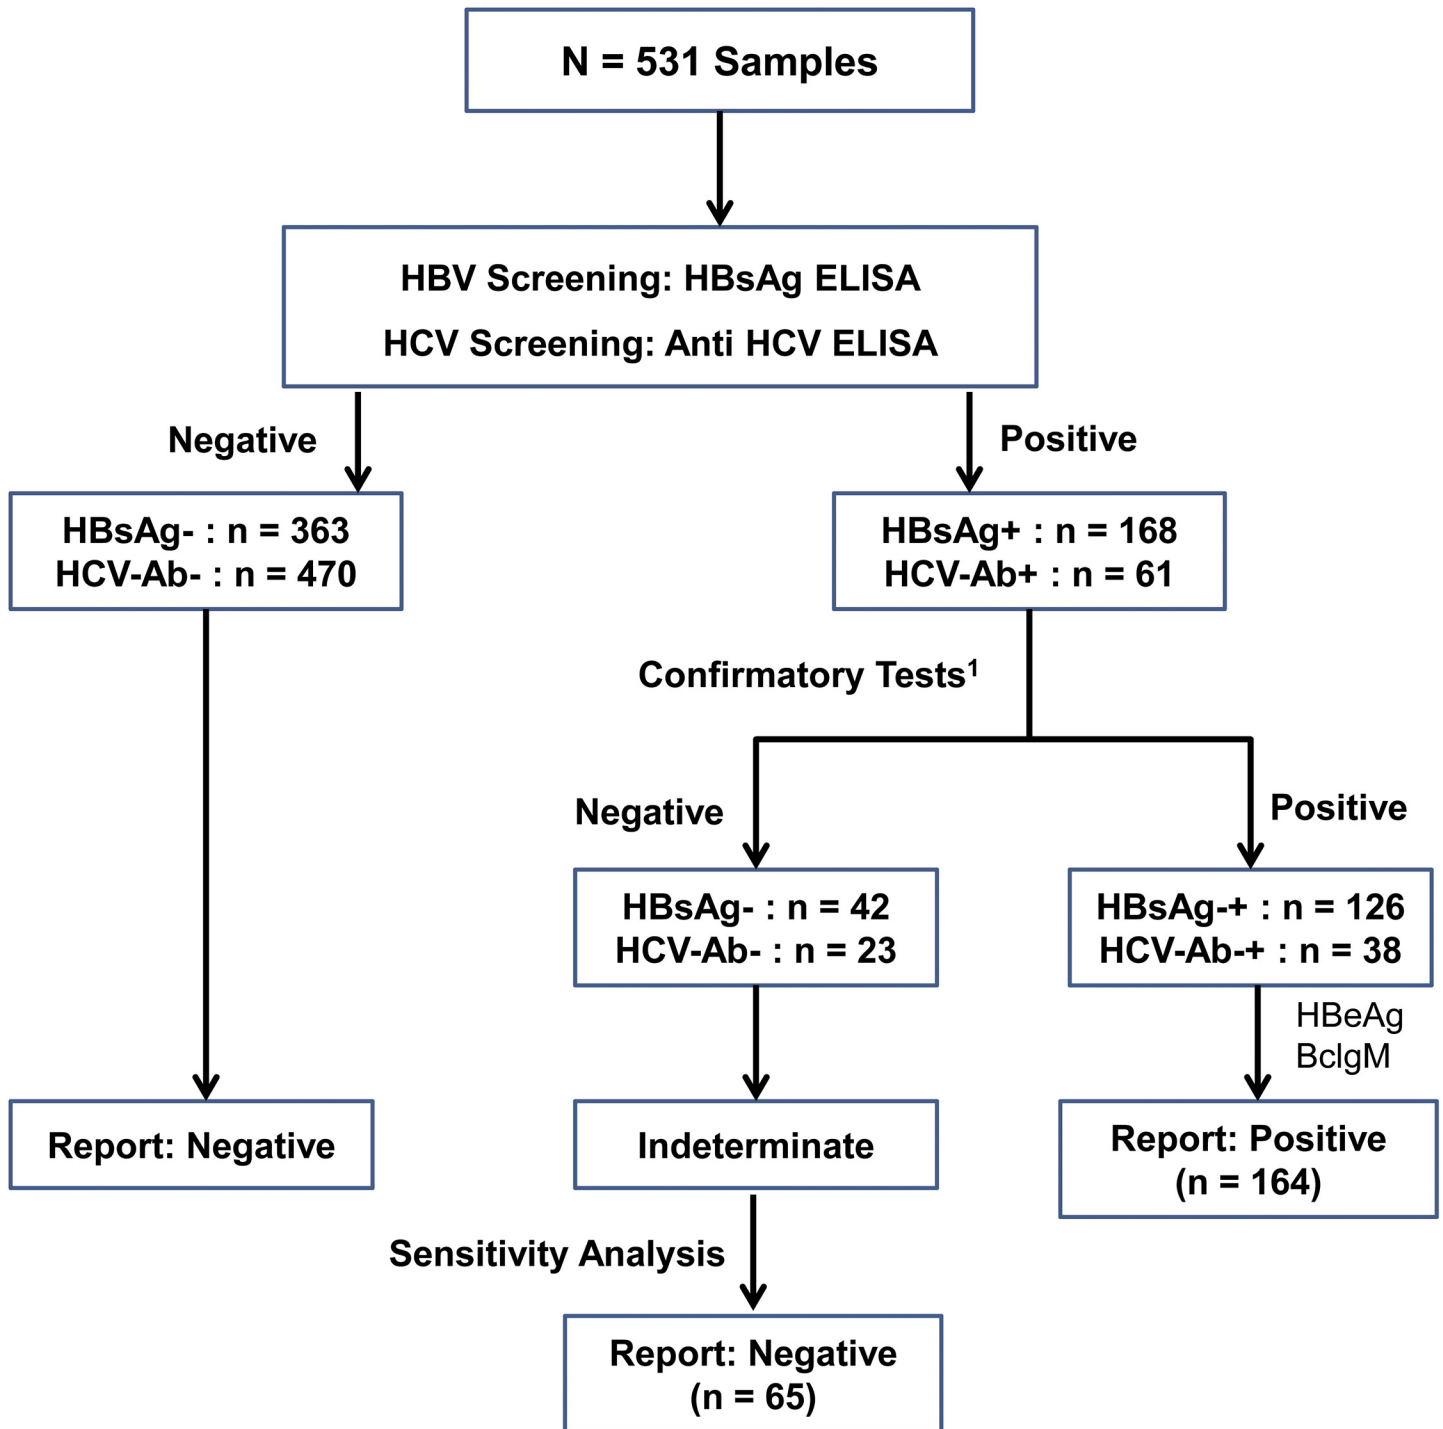 N = 531 Samples
HBV Screening: HBsAg ELISA
HCV Screening: Anti HCV ELISA
Negative
Positive
HBsAg- : n = 363
HCV-Ab- : n = 470
HBsAg+ : n = 168
HCV-Ab+ : n = 61
Confirmatory Tests¹
Negative
Positive
HBsAg- : n = 42
HCV-Ab- : n = 23
HBsAg-+ : n = 126
HCV-Ab-+ : n = 38
HBeAg
BcIgM
Report: Negative
Indeterminate
Report: Positive
(n = 164)
Sensitivity Analysis
Report: Negative
(n = 65)